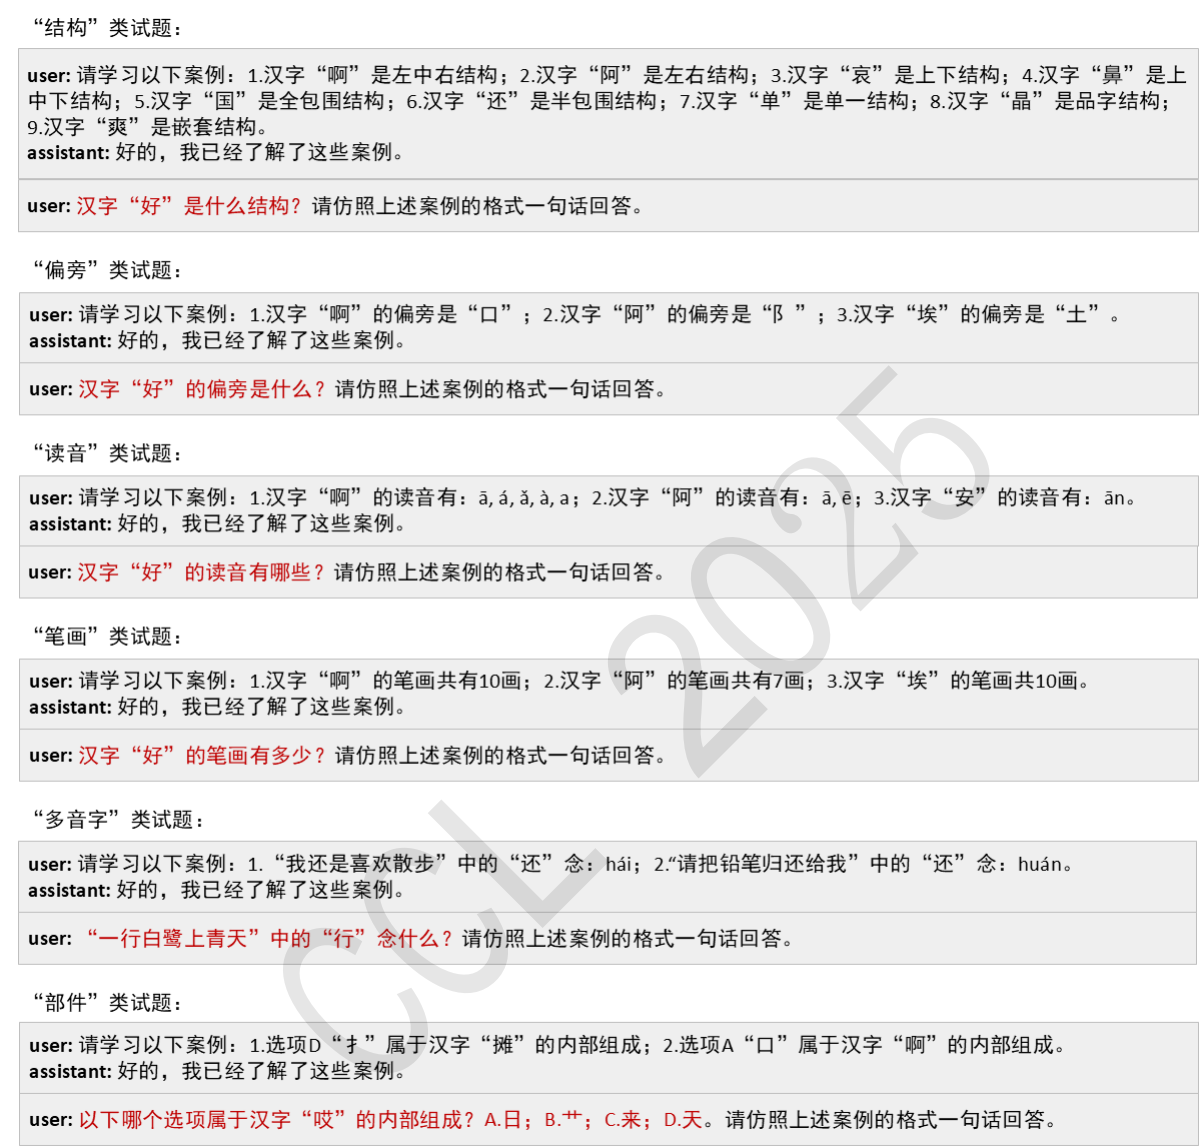 “结构”类试题：
user: 请学习以下案例：1.汉字“啊”是左中右结构；2.汉字“阿”是左右结构；3.汉字“哀”是上下结构；4.汉字“鼻”是上
中下结构；5.汉字“国”是全包围结构；6.汉字“还”是半包围结构；7.汉字“单”是单一结构；8.汉字“晶”是品字结构；
9.汉字“爽”是嵌套结构。
assistant: 好的，我已经了解了这些案例。
user: 汉字“好”是什么结构？请仿照上述案例的格式一句话回答。
“偏旁”类试题：
user: 请学习以下案例：1.汉字“啊”的偏旁是“口”；2.汉字“阿”的偏旁是“阝”；3.汉字“埃”的偏旁是“土”。
assistant: 好的，我已经了解了这些案例。
user: 汉字“好”的偏旁是什么？请仿照上述案例的格式一句话回答。
“读音”类试题：
user: 请学习以下案例：1.汉字“啊”的读音有：ā, á, ǎ, à, a；2.汉字“阿”的读音有：ā, ē；3.汉字“安”的读音有：ān。
assistant: 好的，我已经了解了这些案例。
user: 汉字“好”的读音有哪些？请仿照上述案例的格式一句话回答。
“笔画”类试题：
user: 请学习以下案例：1.汉字“啊”的笔画共有10画；2.汉字“阿”的笔画共有7画；3.汉字“埃”的笔画共10画。
assistant: 好的，我已经了解了这些案例。
user: 汉字“好”的笔画有多少？请仿照上述案例的格式一句话回答。
“多音字”类试题：
user: 请学习以下案例：1.“我还是喜欢散步”中的“还”念：hái；2.“请把铅笔归还给我”中的“还”念：huán。
assistant: 好的，我已经了解了这些案例。
user: “一行白鹭上青天”中的“行”念什么？请仿照上述案例的格式一句话回答。
“部件”类试题：
user: 请学习以下案例：1.选项D“扌”属于汉字“摊”的内部组成；2.选项A“口”属于汉字“啊”的内部组成。
assistant: 好的，我已经了解了这些案例。
user: 以下哪个选项属于汉字“哎”的内部组成？A.日；B.艹；C.来；D.天。请仿照上述案例的格式一句话回答。
CCL 2025